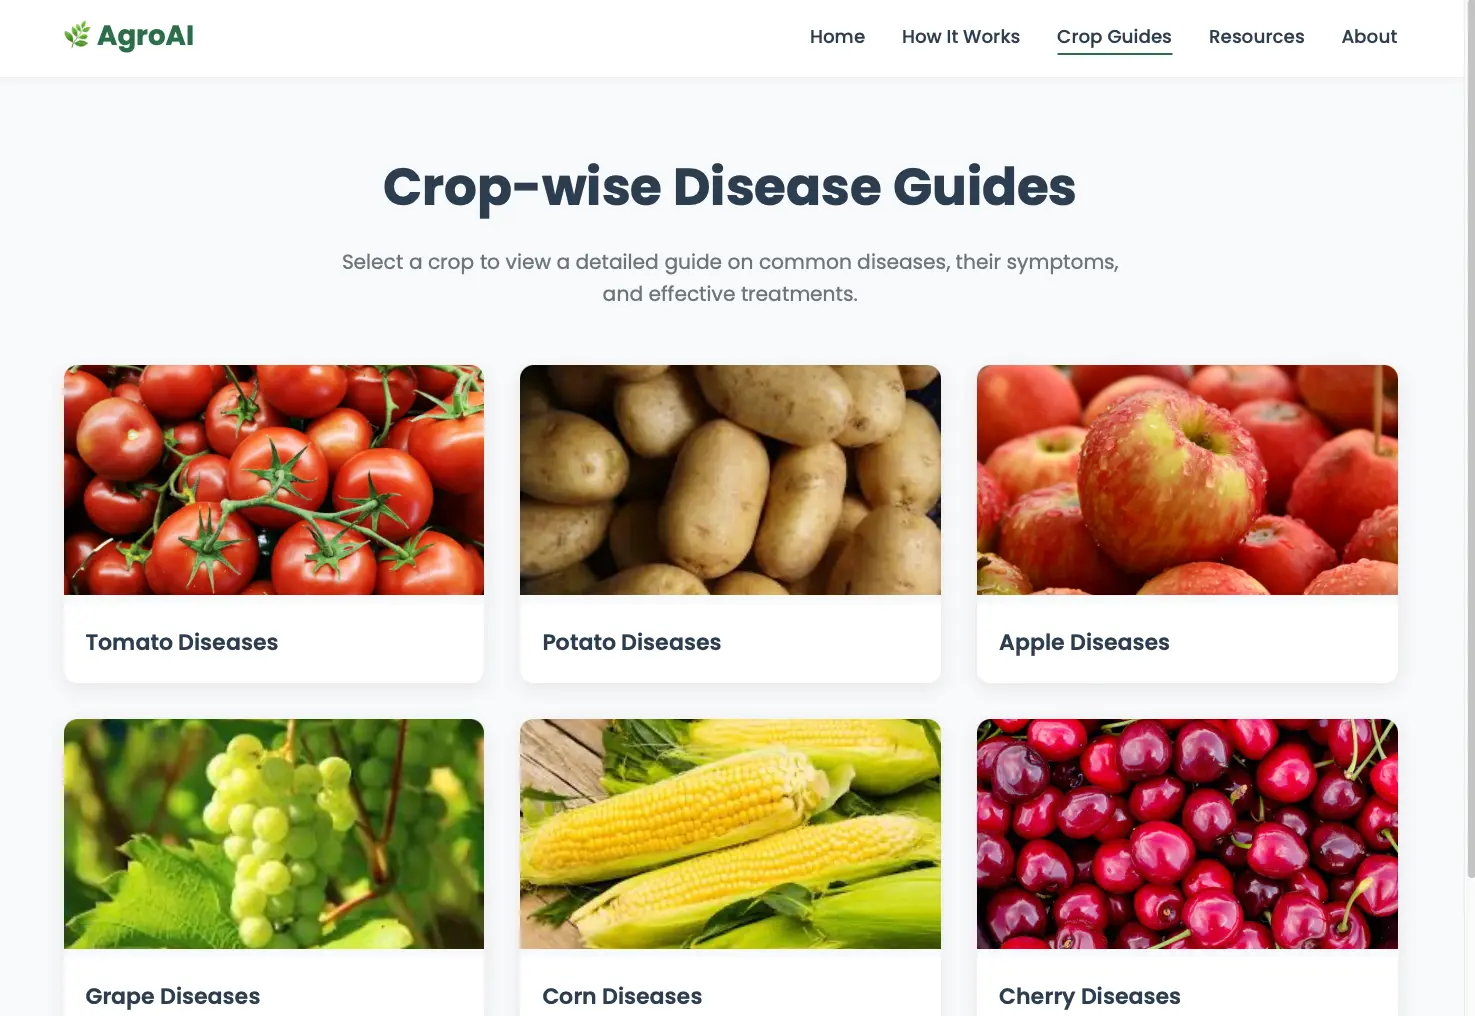 AgroAI
Home
How It Works
Crop Guides
Resources
About
Crop-wise Disease Guides
Select a crop to view a detailed guide on common diseases, their symptoms,
and effective treatments.
Tomato Diseases
Potato Diseases
Apple Diseases
Grape Diseases
Corn Diseases
Cherry Diseases